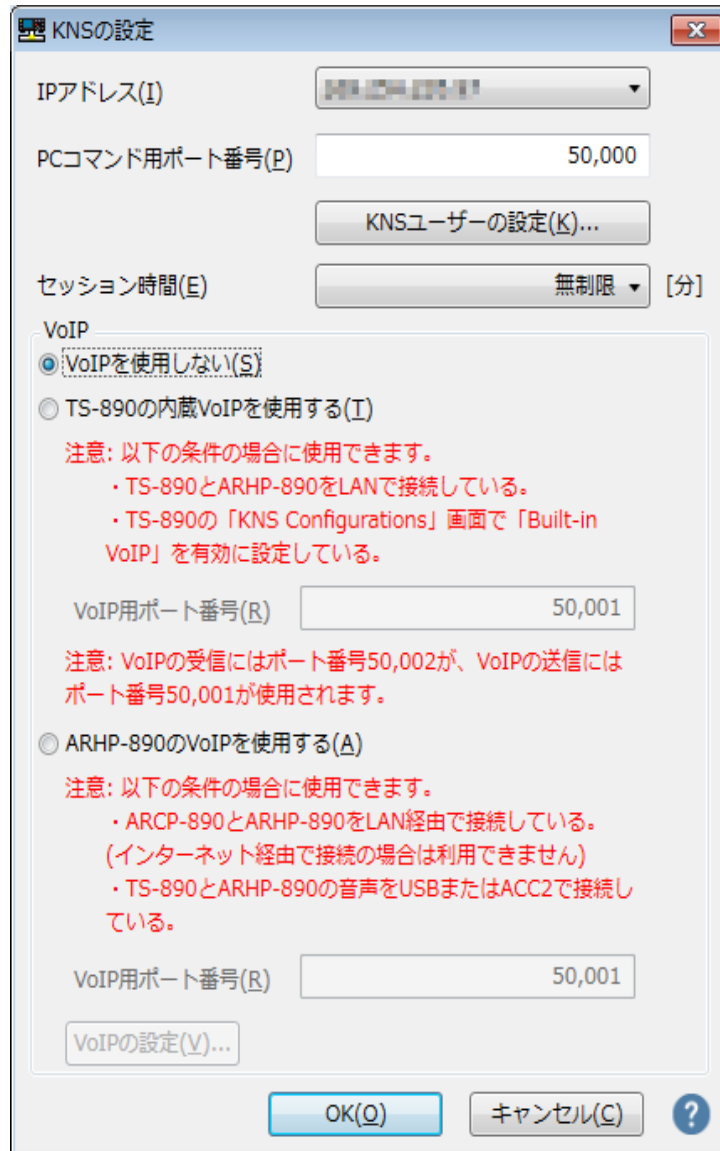 KNSの設定
IPアドレス(I)
PCコマンド用ポート番号(P)
50,000
KNSユーザーの設定(K)...
セッション時間(E)
無制限
[分]
VoIP
VoIPを使用しない(S)
TS-890の内蔵VoIPを使用する(T)
注意: 以下の条件の場合に使用できます。
・TS-890とARHP-890をLANで接続している。
・TS-890の「KNS Configurations」画面で「Built-in
VoIP」を有効に設定している。
VoIP用ポート番号(R)
50,001
注意: VoIPの受信にはポート番号50,002が、VoIPの送信には
ポート番号50,001が使用されます。
ARHP-890のVoIPを使用する(A)
注意: 以下の条件の場合に使用できます。
・ARCP-890とARHP-890をLAN経由で接続している。
(インターネット経由で接続の場合は利用できません)
・TS-890とARHP-890の音声をUSBまたはACC2で接続し
ている。
VoIP用ポート番号(R)
50,001
VoIPの設定(V)...
OK(O)
キャンセル(C)
?